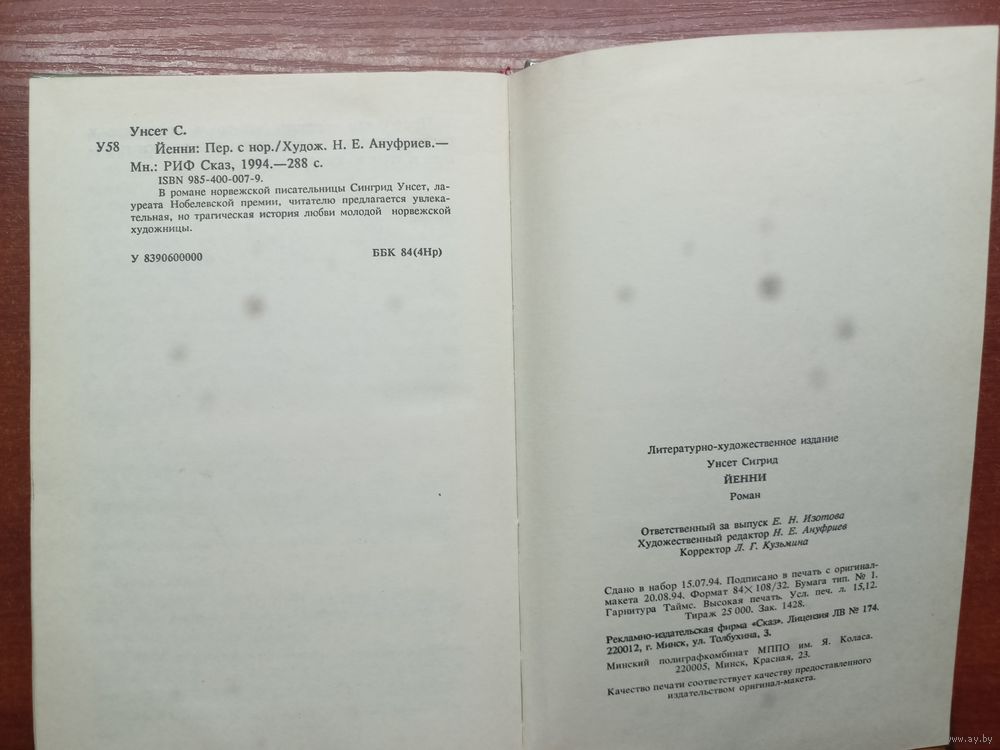 Унсет С.
У58 Йенни: Пер. с нор./Худож. Н. Е. Ануфриев.—
Мн.: РИФ Сказ, 1994.—288 с.
ISBN 985-400-007-9.
В романе норвежской писательницы Сингрид Унсет, ла-
уреата Нобелевской премии, читателю предлагается увлека-
тельная, но трагическая история любви молодой норвежской
художницы.
У 8390600000 ББК 84(4Нр)
Литературно-художественное издание
Унсет Сигрид
ЙЕННИ
Роман
Ответственный за выпуск Е. Н. Изотова
Художественный редактор Н. Е. Ануфриев
Корректор Л. Г. Кузьмина
Сдано в набор 15.07.94. Подписано в печать с оригинал-
макета 20.08.94. Формат 84×108/32. Бумага тип. № 1.
Гарнитура Таймс. Высокая печать. Усл. печ. л. 15,12.
Тираж 25 000. Зак. 1428.
Рекламно-издательская фирма «Сказ». Лицензия ЛВ № 174.
220012, г. Минск, ул. Толбухина, 3.
Минский полиграфкомбинат МППО им. Я. Коласа.
220005, Минск, Красная, 23.
Качество печати соответствует качеству предоставленного
издательством оригинал-макета.
www.ay.by